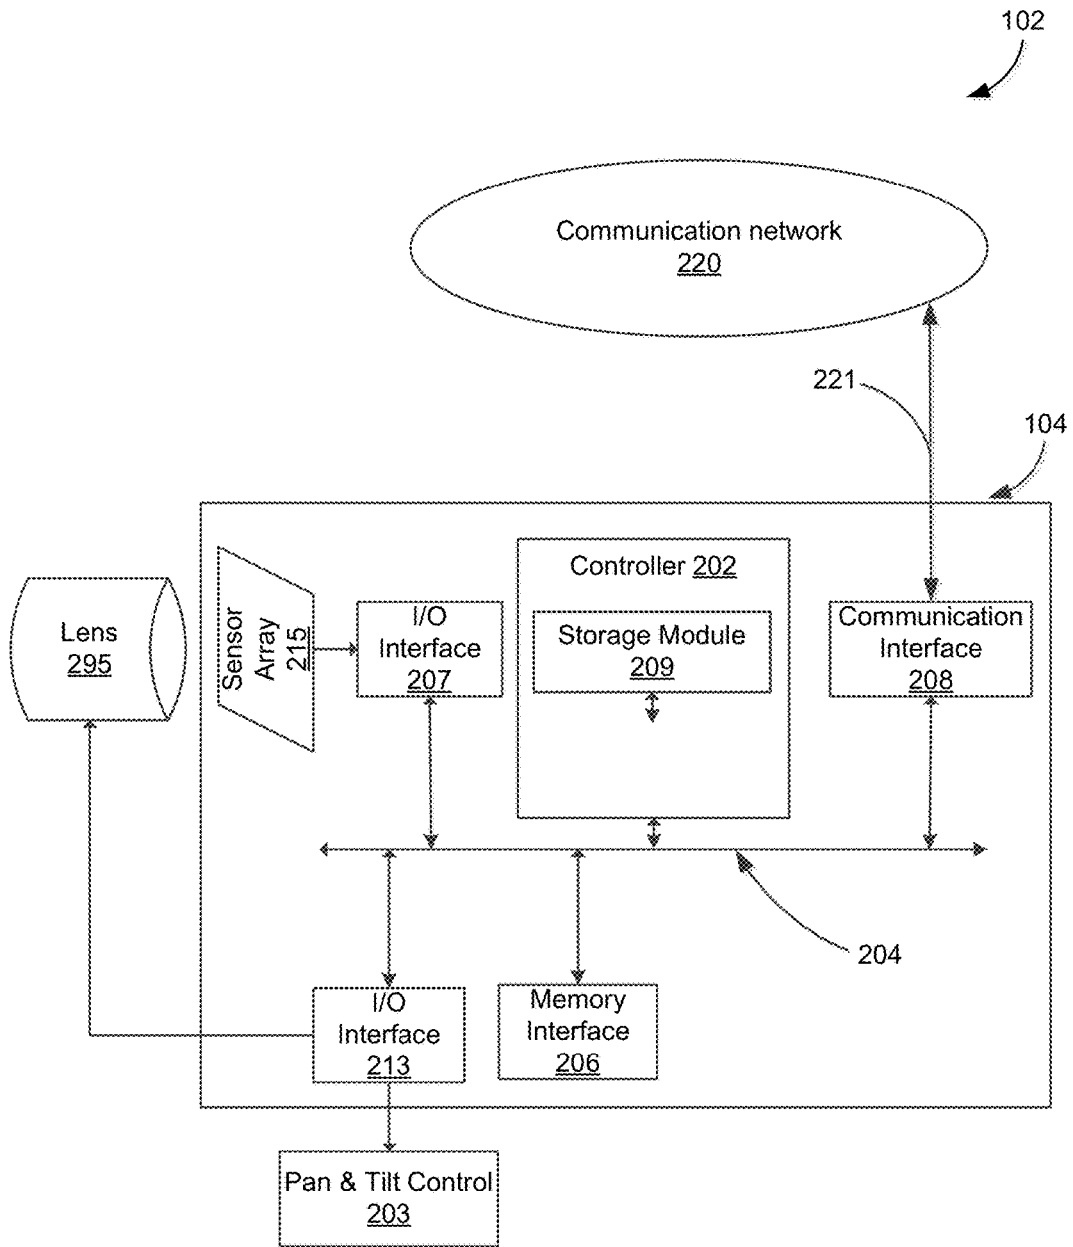 102
Communication network
220
221
104
Controller 202
Storage Module
209
I/O
Interface
207
Communication
Interface
208
Sensor
Array
215
Lens
295
204
I/O
Interface
213
Memory
Interface
206
Pan & Tilt Control
203